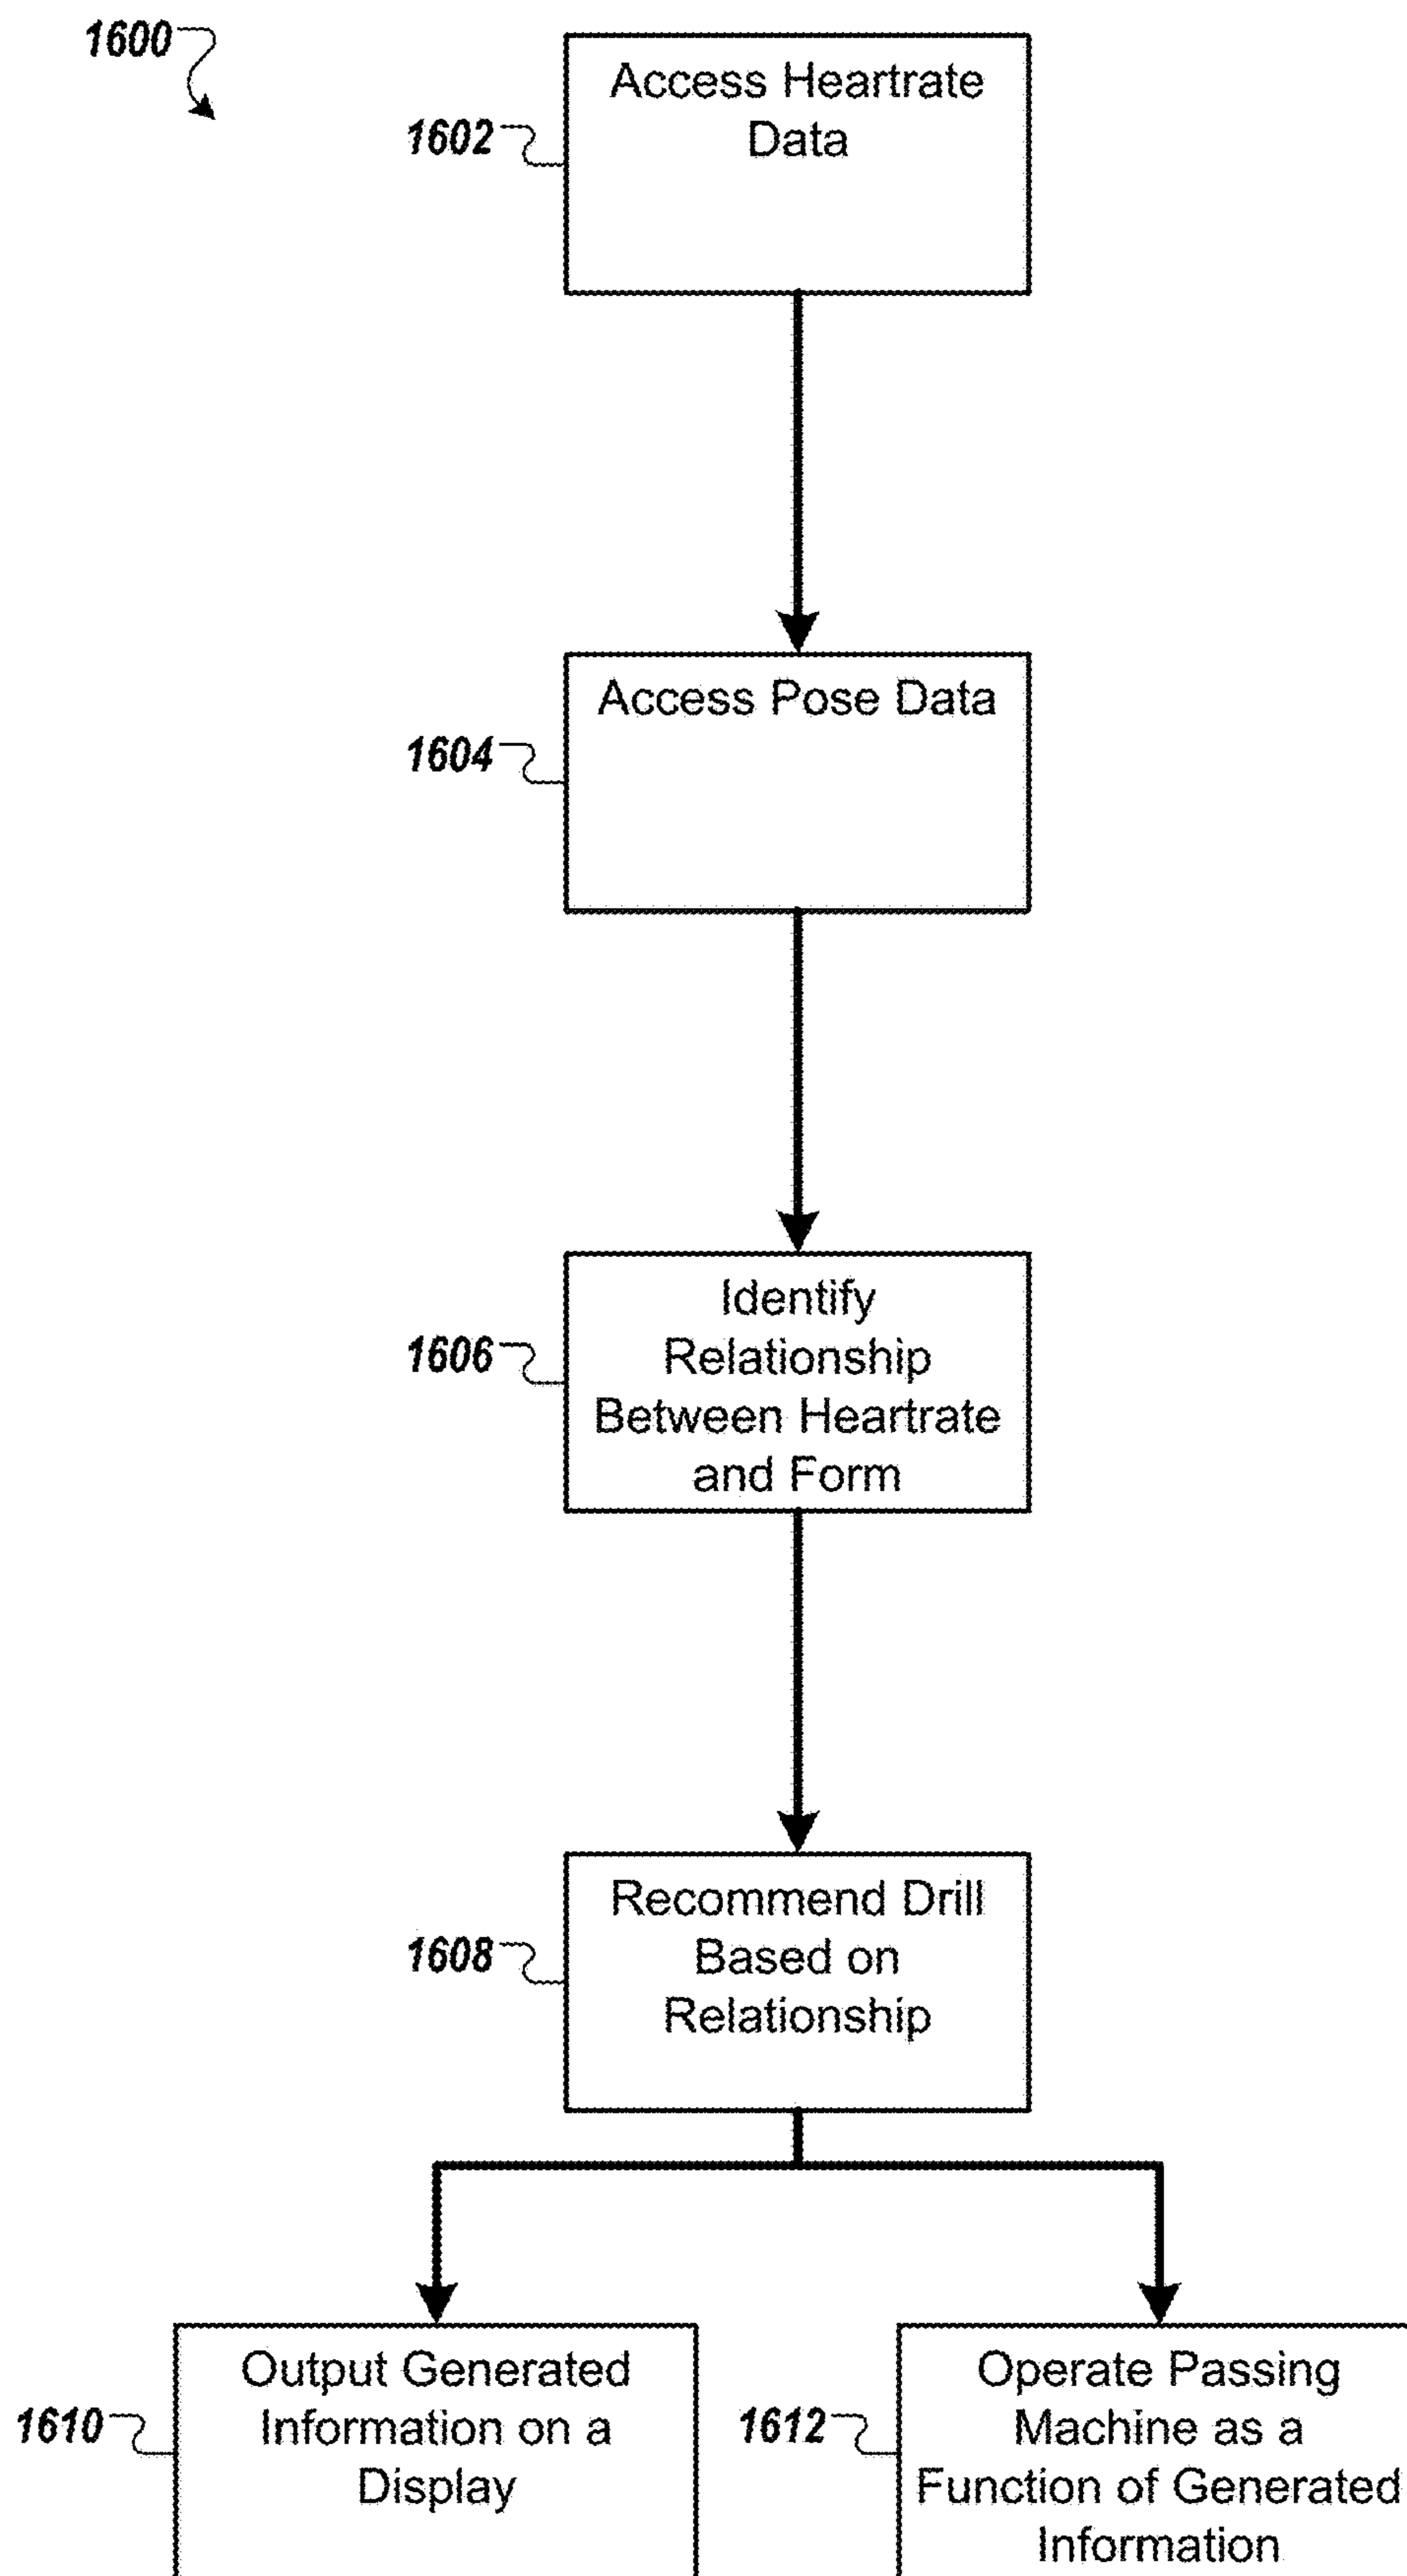 1600
Access Heartrate
Data
1602
Access Pose Data
1604
Identify
Relationship
Between Heartrate
and Form
1606
Recommend Drill
Based on
Relationship
1608
Output Generated
Information on a
Display
1610
Operate Passing
Machine as a
Function of Generated
Information
1612